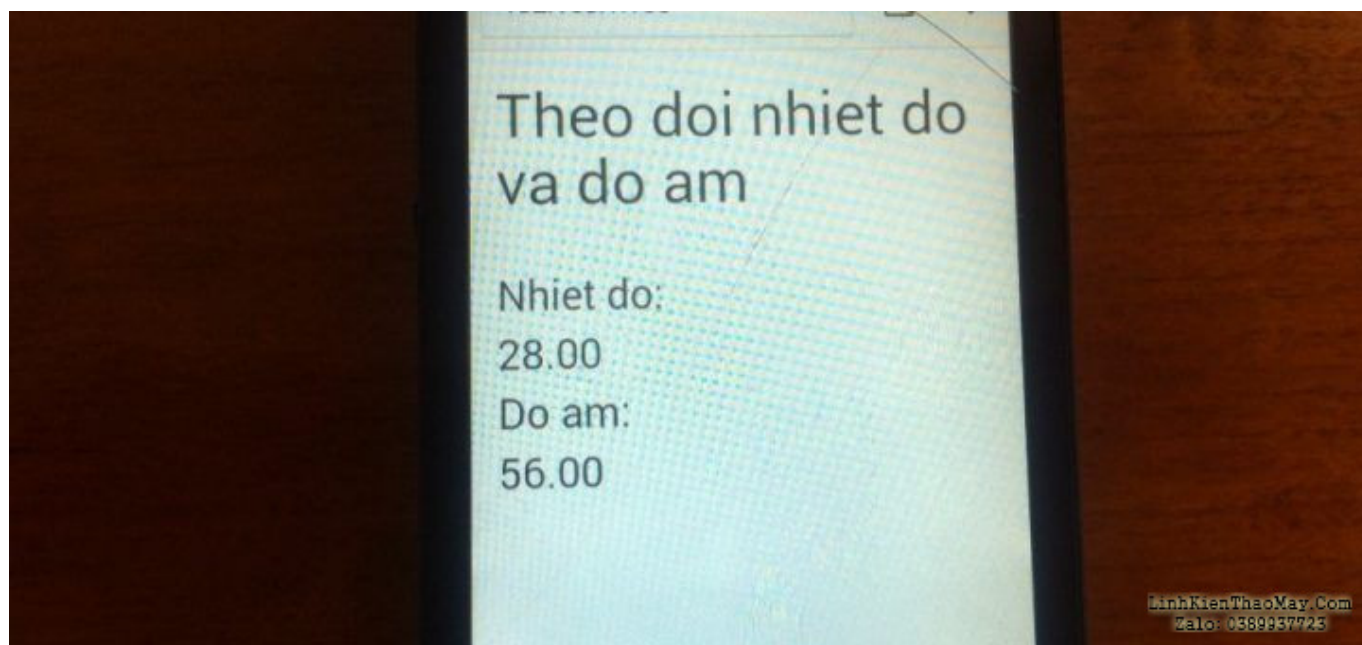 Theo doi nhiet do
va do am
Nhiet do:
28.00
Do am:
56.00
LinhKienThaoMay.Com
Zalo: 0389937723